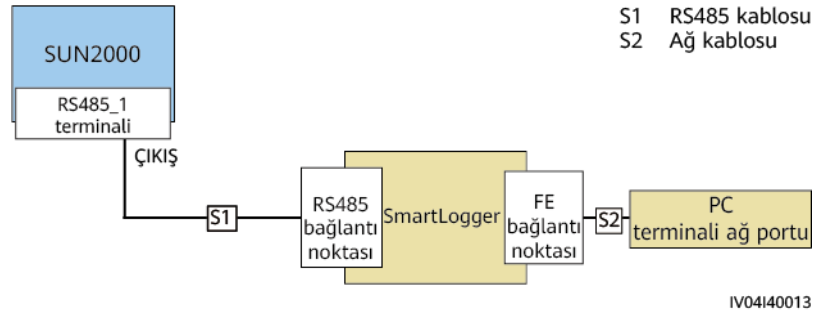 S1 RS485 kablosu
S2 Ağ kablosu
SUN2000
RS485_1
terminali
ÇIKIŞ
S1
RS485
bağlantı
noktası
SmartLogger
FE
bağlantı
noktası
S2
PC
terminali ağ portu
IV04I40013